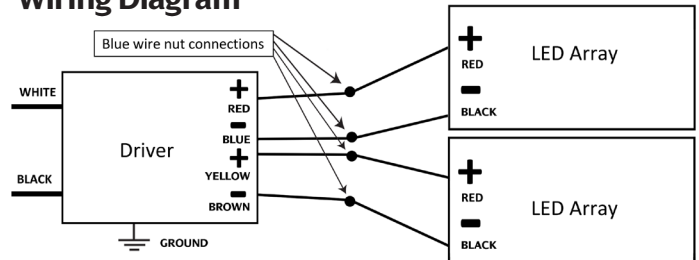 Wiring Diagram
Blue wire nut connections
WHITE
BLACK
Driver
+
RED
-
BLUE
+
YELLOW
-
BROWN
GROUND
+
RED
-
BLACK
LED Array
+
RED
-
BLACK
LED Array